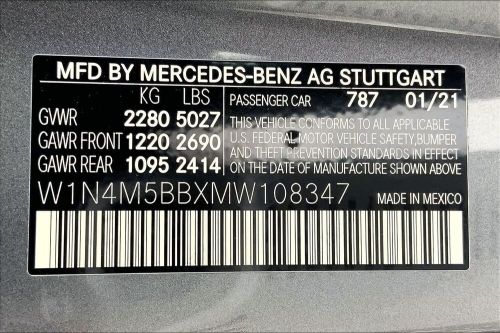 MFD BY MERCEDES-BENZ AG STUTTGART
KG LBS
GVWR 2280 5027
GAWR FRONT 1220 2690
GAWR REAR 1095 2414
PASSENGER CAR 787 01/21
THIS VEHICLE CONFORMS TO ALL APPLICABLE
U.S. FEDERAL MOTOR VEHICLE SAFETY, BUMPER
AND THEFT PREVENTION STANDARDS IN EFFECT
ON THE DATE OF MANUFACTURE SHOWN ABOVE.
W1N4M5BBXMW108347 MADE IN MEXICO